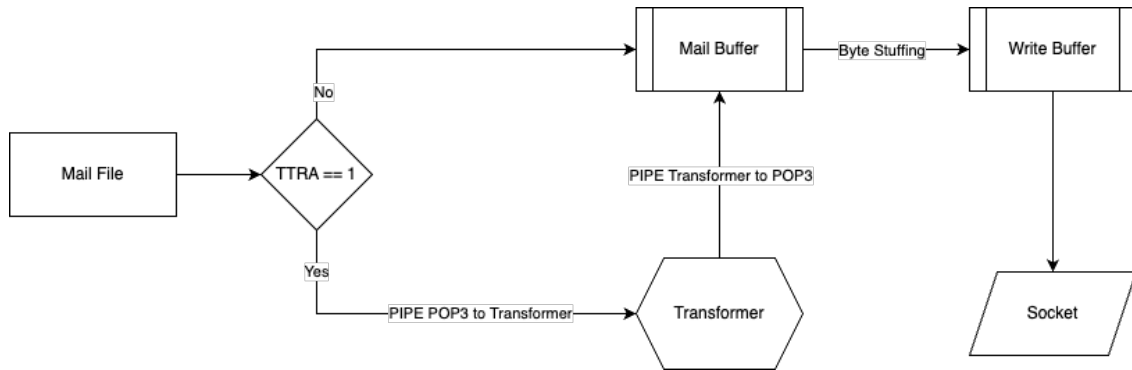 Mail Buffer
Byte Stuffing
Write Buffer
No
Mail File
TTRA == 1
PIPE Transformer to POP3
Yes
PIPE POP3 to Transformer
Transformer
Socket